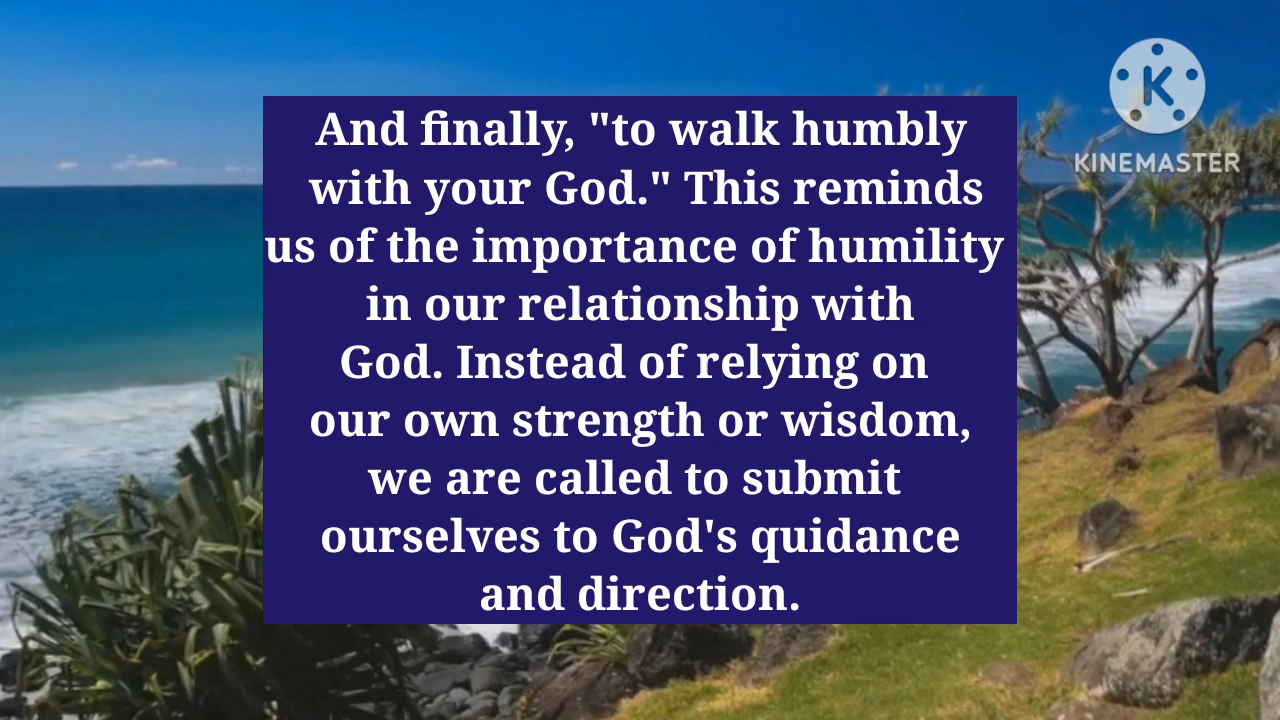 And finally, "to walk humbly
with your God." This reminds
us of the importance of humility
in our relationship with
God. Instead of relying on
our own strength or wisdom,
we are called to submit
ourselves to God's quidance
and direction.
K
KINEMASTER